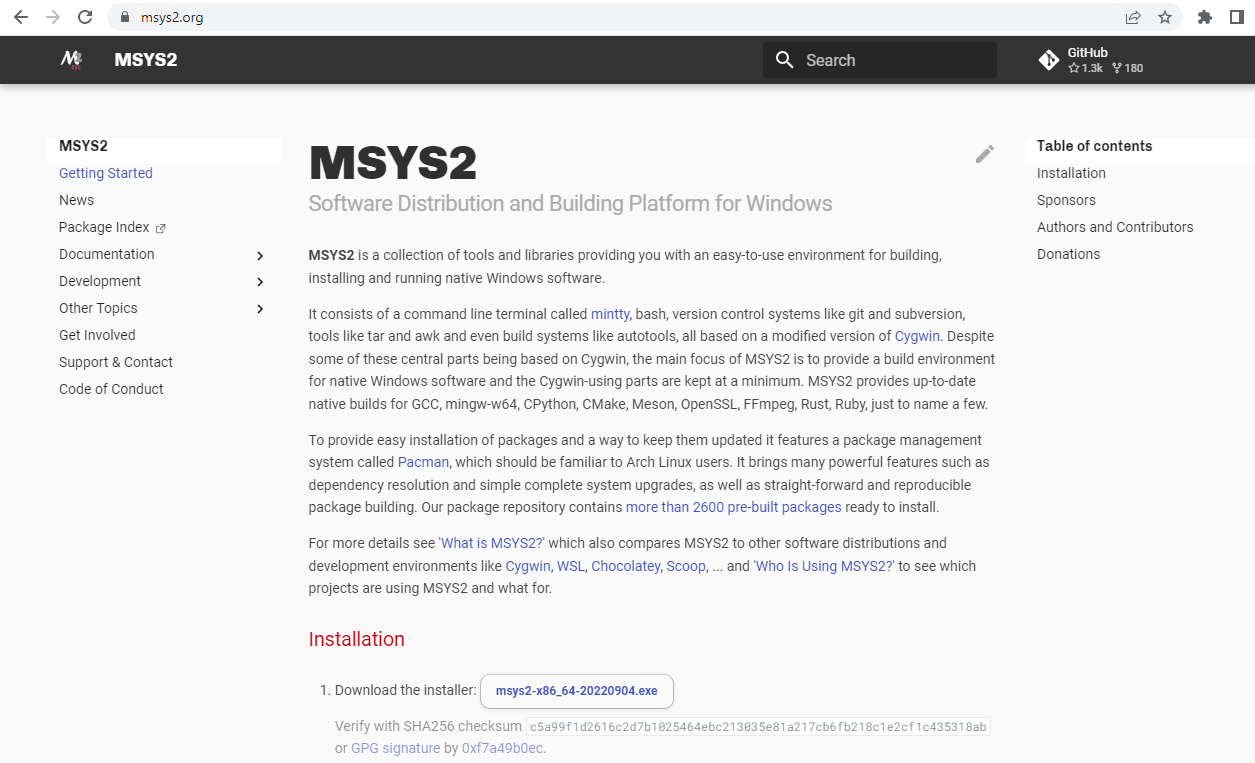 msys2.org
MSYS2
Search
GitHub
1.3k 180
MSYS2
Getting Started
News
Package Index
Documentation
Development
Other Topics
Get Involved
Support & Contact
Code of Conduct
MSYS2
Software Distribution and Building Platform for Windows
MSYS2 is a collection of tools and libraries providing you with an easy-to-use environment for building,
installing and running native Windows software.
It consists of a command line terminal called mintty, bash, version control systems like git and subversion,
tools like tar and awk and even build systems like autotools, all based on a modified version of Cygwin. Despite
some of these central parts being based on Cygwin, the main focus of MSYS2 is to provide a build environment
for native Windows software and the Cygwin-using parts are kept at a minimum. MSYS2 provides up-to-date
native builds for GCC, mingw-w64, CPython, CMake, Meson, OpenSSL, FFmpeg, Rust, Ruby, just to name a few.
To provide easy installation of packages and a way to keep them updated it features a package management
system called Pacman, which should be familiar to Arch Linux users. It brings many powerful features such as
dependency resolution and simple complete system upgrades, as well as straight-forward and reproducible
package building. Our package repository contains more than 2600 pre-built packages ready to install.
For more details see 'What is MSYS2?' which also compares MSYS2 to other software distributions and
development environments like Cygwin, WSL, Chocolatey, Scoop, ... and 'Who Is Using MSYS2?' to see which
projects are using MSYS2 and what for.
Installation
1. Download the installer: msys2-x86_64-20220904.exe
Verify with SHA256 checksum c5a99f1d2616c2d7b1025464ebc213035e81a217cb6fb218c1e2cf1c435318ab
or GPG signature by 0xf7a49b0ec.
Table of contents
Installation
Sponsors
Authors and Contributors
Donations